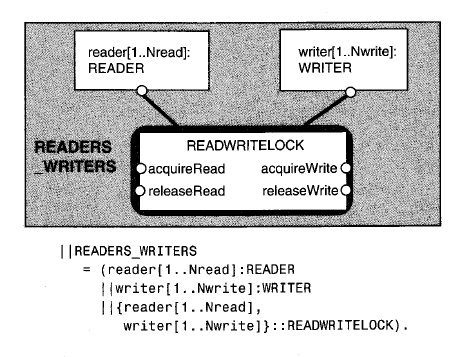 reader[1..Nread]:
READER
writer[1..Nwrite]:
WRITER
READERS
_WRITERS
READWRITELOCK
acquireRead
acquireWrite
releaseRead
releaseWrite
||READERS_WRITERS
= (reader[1..Nread]:READER
||writer[1..Nwrite]:WRITER
||{reader[1..Nread],
writer[1..Nwrite]}::READWRITELOCK).